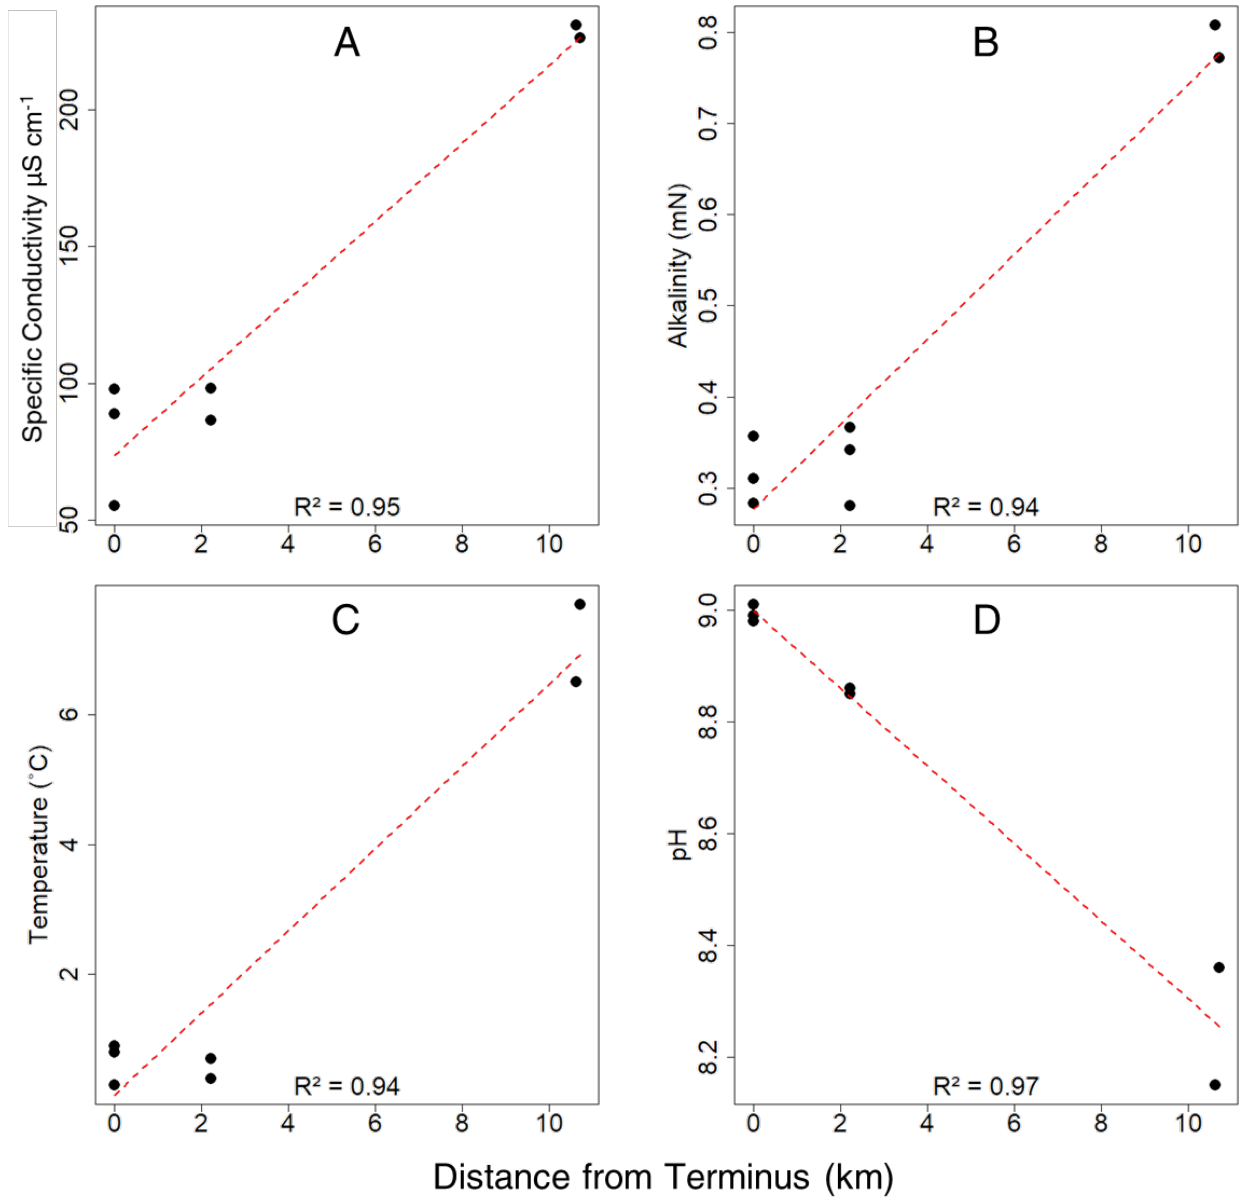 A
Specific Conductivity µS cm-1
200
150
100
50
R² = 0.95
0 2 4 6 8 10
B
Alkalinity (mN)
0.8
0.7
0.6
0.5
0.4
0.3
R² = 0.94
0 2 4 6 8 10
C
Temperature (°C)
6
4
2
R² = 0.94
0 2 4 6 8 10
D
pH
9.0
8.8
8.6
8.4
8.2
R² = 0.97
0 2 4 6 8 10
Distance from Terminus (km)